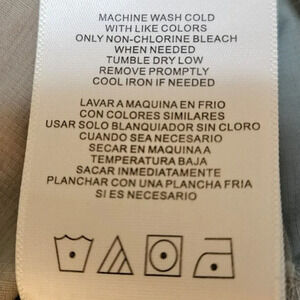 MACHINE WASH COLD
WITH LIKE COLORS
ONLY NON-CHLORINE BLEACH
WHEN NEEDED
TUMBLE DRY LOW
REMOVE PROMPTLY
COOL IRON IF NEEDED
LAVAR A MAQUINA EN FRIO
CON COLORES SIMILARES
USAR SOLO BLANQUIADOR SIN CLORO
CUANDO SEA NECESARIO
SECAR EN MAQUINA A
TEMPERATURA BAJA
SACAR INMEDIATAMENTE
PLANCHAR CON UNA PLANCHA FRIA
SI ES NECESARIO